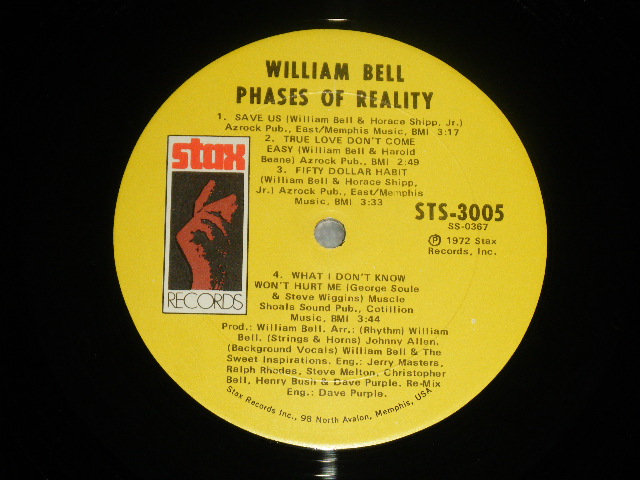 WILLIAM BELL
PHASES OF REALITY
1. SAVE US (William Bell & Horace Shipp, Jr.)
Azrock Pub., East/Memphis Music, BMI 3:17
2. TRUE LOVE DON'T COME
EASY (William Bell & Harold
Beane) Azrock Pub., BMI 2:49
3. FIFTY DOLLAR HABIT
(William Bell & Horace Shipp,
Jr.) Azrock Pub., East/Memphis
Music, BMI 3:33
stax
RECORDS
STS-3005
SS-0367
Ⓟ 1972 Stax
Records, Inc.
4. WHAT I DON'T KNOW
WON'T HURT ME (George Soule
& Steve Wiggins) Muscle
Shoals Sound Pub., Cotillion
Music, BMI 3:44
Prod.: William Bell. Arr.: (Rhythm) William
Bell. (Strings & Horns) Johnny Allen.
(Background Vocals) William Bell & The
Sweet Inspirations. Eng.: Jerry Masters,
Ralph Rhodes, Steve Melton, Christopher
Bell, Henry Bush & Dave Purple. Re-Mix
Eng.: Dave Purple.
Stax Records Inc., 98 North Avalon, Memphis, USA